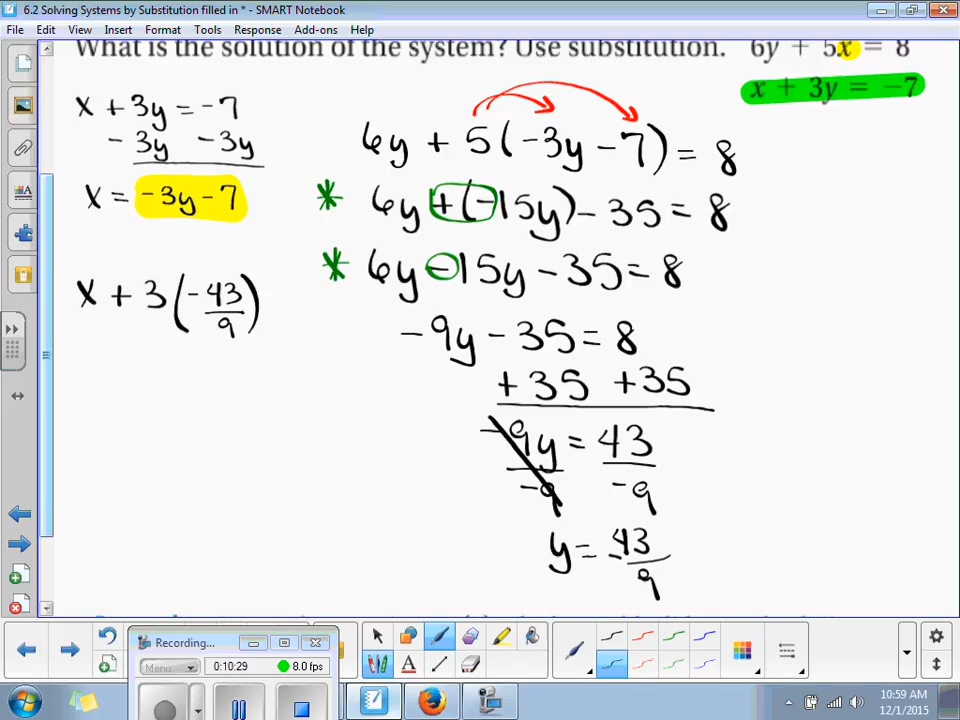 6.2 Solving Systems by Substitution filled in * - SMART Notebook
File Edit View Insert Format Tools Response Add-ons Help
What is the solution of the system? Use substitution. 6y + 5x = 8
x + 3y = -7
x + 3y = -7
- 3y - 3y
x = -3y - 7
x + 3(-43/9)
6y + 5(-3y - 7) = 8
* 6y + (-15y) - 35 = 8
* 6y - 15y - 35 = 8
-9y - 35 = 8
+ 35 + 35
-9y = 43
-9 -9
y = -43/9
Recording...
Menu
0:10:29
8.0 fps
10:59 AM
12/1/2015